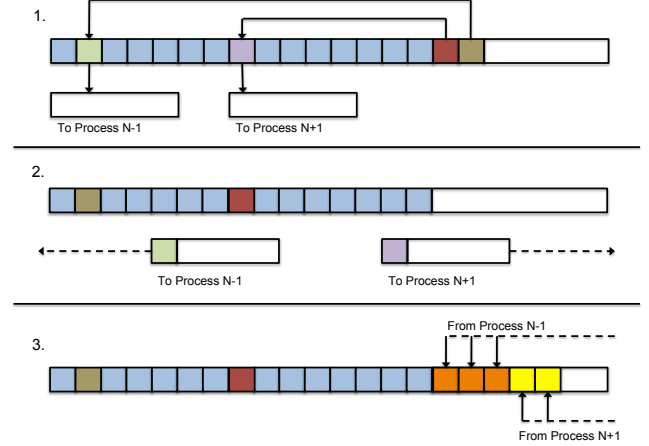 1.
To Process N-1
To Process N+1
2.
To Process N-1
To Process N+1
From Process N-1
3.
From Process N+1